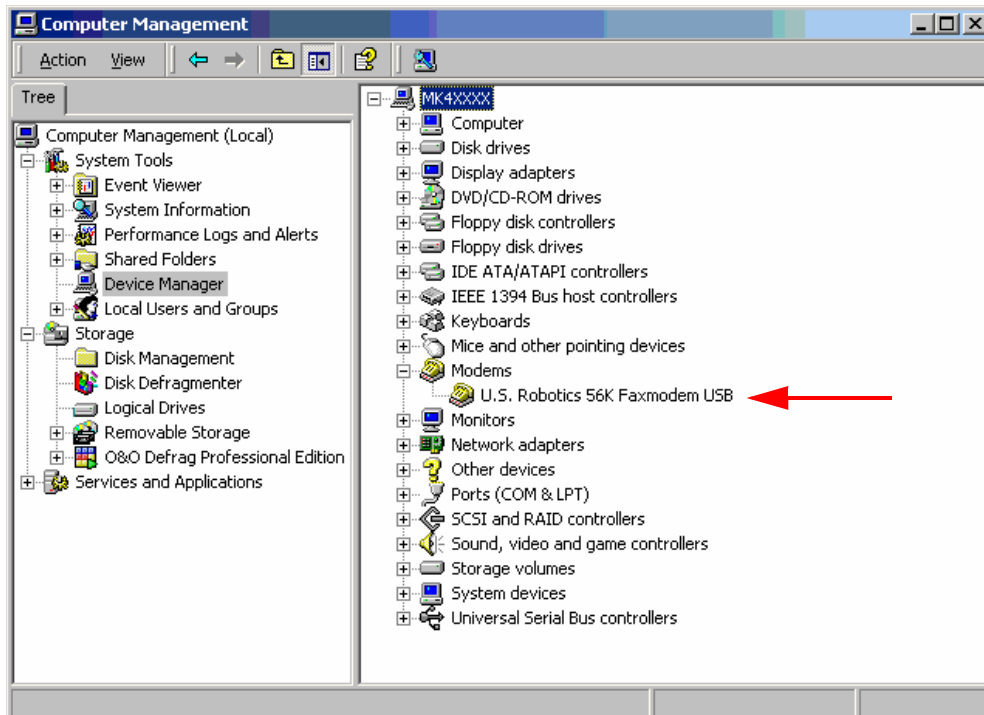 Computer Management
Action View
Tree
Computer Management (Local)
System Tools
Event Viewer
System Information
Performance Logs and Alerts
Shared Folders
Device Manager
Local Users and Groups
Storage
Disk Management
Disk Defragmenter
Logical Drives
Removable Storage
O&O Defrag Professional Edition
Services and Applications
MK4XXXX
Computer
Disk drives
Display adapters
DVD/CD-ROM drives
Floppy disk controllers
Floppy disk drives
IDE ATA/ATAPI controllers
IEEE 1394 Bus host controllers
Keyboards
Mice and other pointing devices
Modems
U.S. Robotics 56K Faxmodem USB
Monitors
Network adapters
Other devices
Ports (COM & LPT)
SCSI and RAID controllers
Sound, video and game controllers
Storage volumes
System devices
Universal Serial Bus controllers